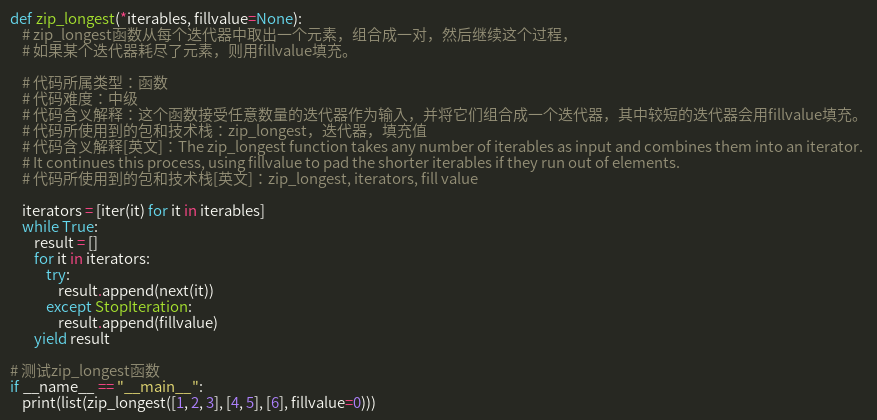 def zip_longest(*iterables, fillvalue=None):
# zip_longest函数从每个迭代器中取出一个元素，组合成一对，然后继续这个过程，
# 如果某个迭代器耗尽了元素，则用fillvalue填充。
# 代码所属类型：函数
# 代码难度：中级
# 代码含义解释：这个函数接受任意数量的迭代器作为输入，并将它们组合成一个迭代器，其中较短的迭代器会用fillvalue填充。
# 代码所使用到的包和技术栈：zip_longest，迭代器，填充值
# 代码含义解释[英文]：The zip_longest function takes any number of iterables as input and combines them into an iterator.
# It continues this process, using fillvalue to pad the shorter iterables if they run out of elements.
# 代码所使用到的包和技术栈[英文]：zip_longest, iterators, fill value
iterators = [iter(it) for it in iterables]
while True:
result = []
for it in iterators:
try:
result.append(next(it))
except StopIteration:
result.append(fillvalue)
yield result
# 测试zip_longest函数
if __name__ == "__main__":
print(list(zip_longest([1, 2, 3], [4, 5], [6], fillvalue=0)))